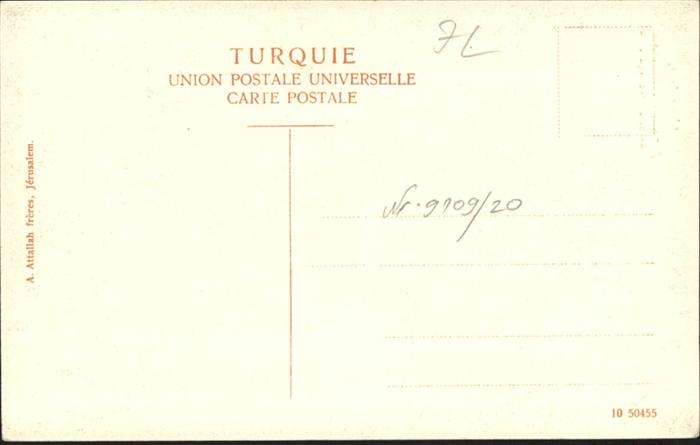 TURQUIE
UNION POSTALE UNIVERSELLE
CARTE POSTALE
A. Attallah frères, Jérusalem.
Nr. 9109/20
10 50455